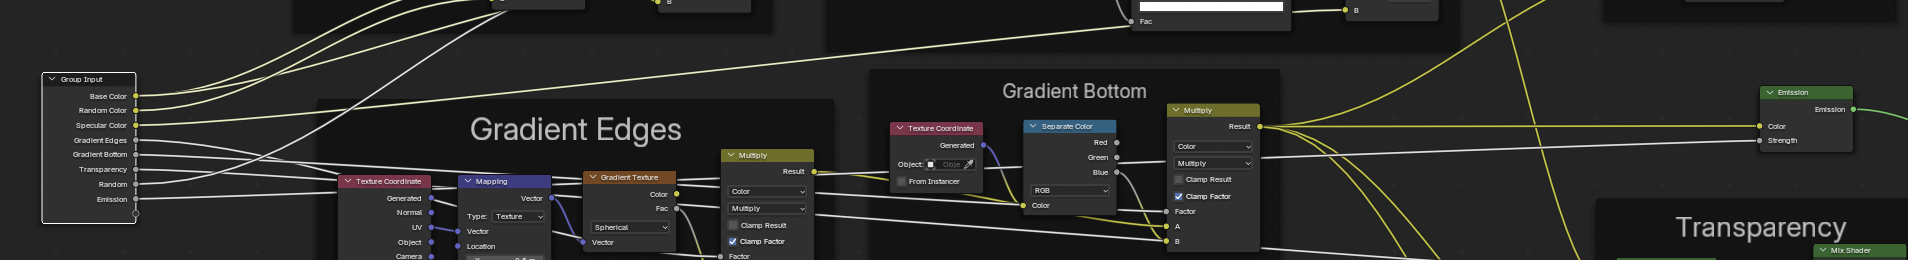 B
Fac
B
Group Input
Base Color
Random Color
Specular Color
Gradient Edges
Gradient Bottom
Transparency
Random
Emission
Gradient Edges
Texture Coordinate
Generated
Normal
UV
Object
Camera
Mapping
Vector
Type: Texture
Vector
Location
Gradient Texture
Color
Fac
Spherical
Vector
Multiply
Result
Color
Multiply
Clamp Result
Clamp Factor
Factor
Gradient Bottom
Texture Coordinate
Generated
Object: Obje
From Instancer
Separate Color
Red
Green
Blue
RGB
Color
Multiply
Result
Color
Multiply
Clamp Result
Clamp Factor
Factor
A
B
Emission
Emission
Color
Strength
Transparency
Mix Shader